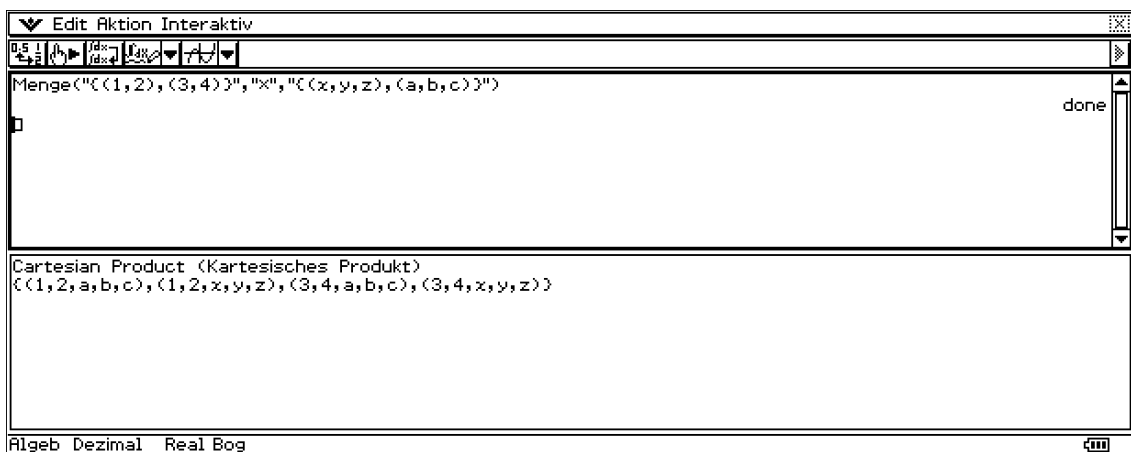 Edit Aktion Interaktiv
Menge("{(1,2),(3,4)}","×","{(x,y,z),(a,b,c)}")
done
Cartesian Product (Kartesisches Produkt)
{(1,2,a,b,c),(1,2,x,y,z),(3,4,a,b,c),(3,4,x,y,z)}
Algeb Dezimal Real Bog